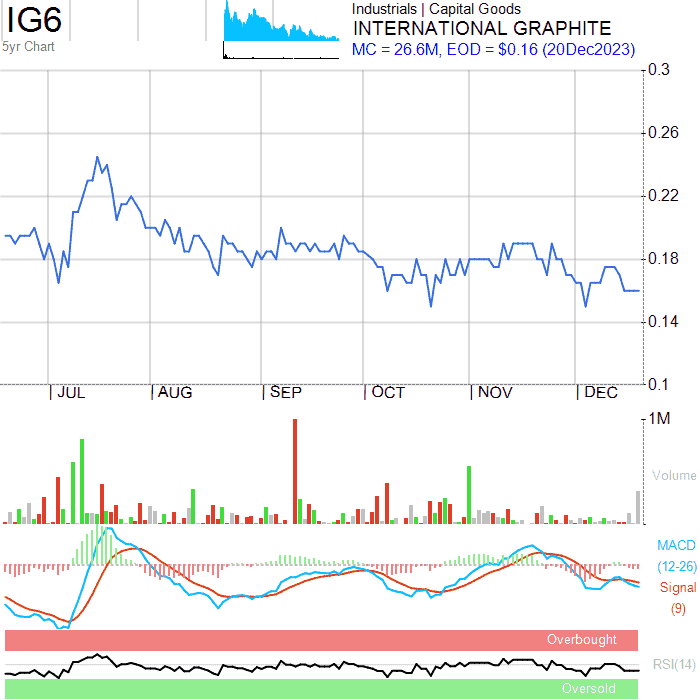 IG6
5yr Chart
Industrials | Capital Goods
INTERNATIONAL GRAPHITE
MC = 26.6M, EOD = $0.16 (20Dec2023)
0.3
0.26
0.22
0.18
0.14
0.1
JUL AUG SEP OCT NOV DEC
1M
Volume
MACD
(12-26)
Signal
(9)
Overbought
RSI(14)
Oversold